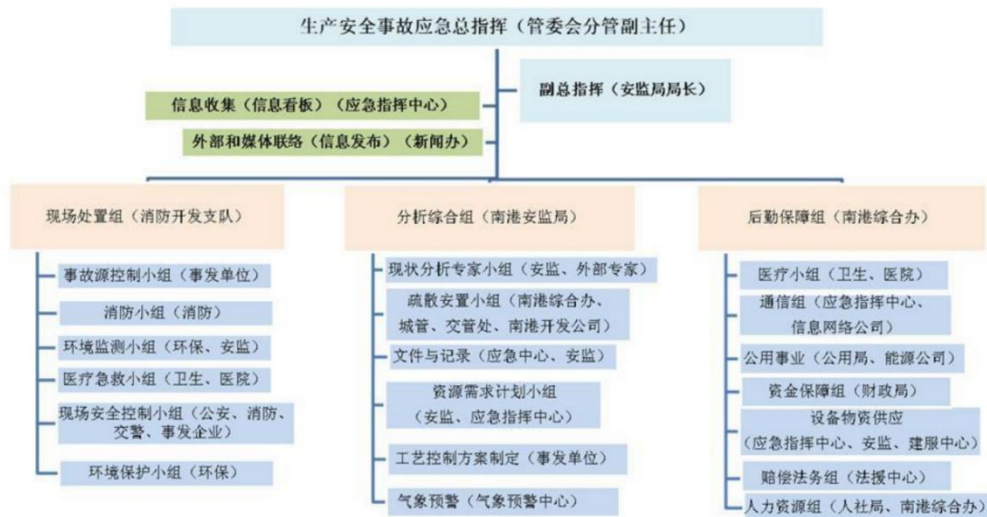 生产安全事故应急总指挥（管委会分管副主任）
副总指挥（安监局局长）
信息收集（信息看板）（应急指挥中心）
外部和媒体联络（信息发布）（新闻办）
现场处置组（消防开发支队）
事故源控制小组（事发单位）
消防小组（消防）
环境监测小组（环保、安监）
医疗急救小组（卫生、医院）
现场安全控制小组（公安、消防、
交警、事发企业）
环境保护小组（环保）
分析综合组（南港安监局）
现状分析专家小组（安监、外部专家）
疏散安置小组（南港综合办、
城管、交管处、南港开发公司）
文件与记录（应急中心、安监）
资源需求计划小组
（安监、应急指挥中心）
工艺控制方案制定（事发单位）
气象预警（气象预警中心）
后勤保障组（南港综合办）
医疗小组（卫生、医院）
通信组（应急指挥中心、
信息网络公司）
公用事业（公用局、能源公司）
资金保障组（财政局）
设备物资供应
（应急指挥中心、安监、建服中心）
赔偿法务组（法援中心）
人力资源组（人社局、南港综合办）